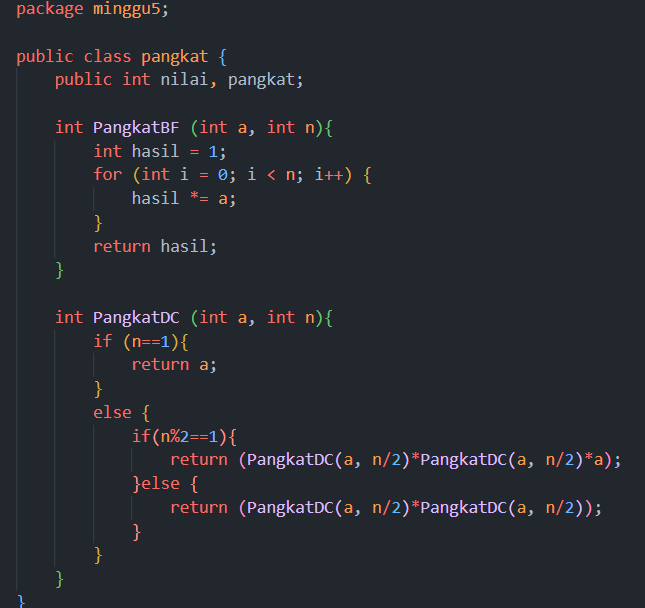 package minggu5;
public class pangkat {
public int nilai, pangkat;
int PangkatBF (int a, int n){
int hasil = 1;
for (int i = 0; i < n; i++) {
hasil *= a;
}
return hasil;
}
int PangkatDC (int a, int n){
if (n==1){
return a;
}
else {
if(n%2==1){
return (PangkatDC(a, n/2)*PangkatDC(a, n/2)*a);
}else {
return (PangkatDC(a, n/2)*PangkatDC(a, n/2));
}
}
}
}